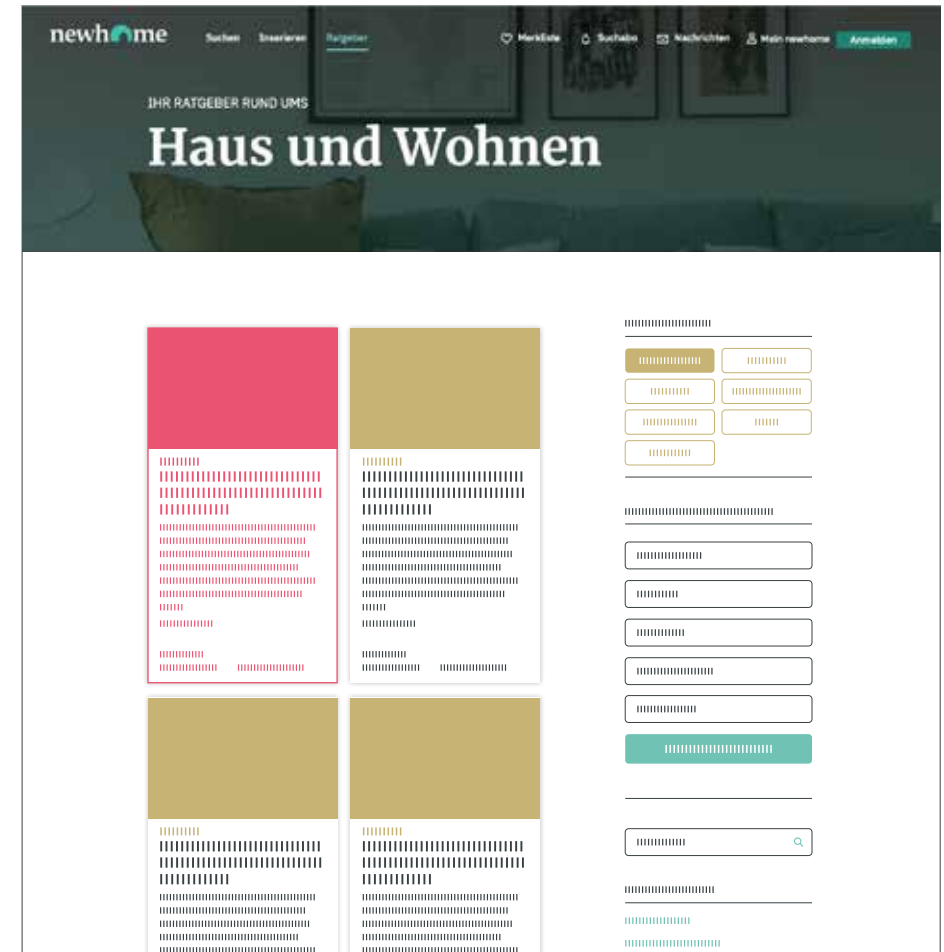 newhome
Suchen Inserieren Ratgeber
Merkliste Suchabo Nachrichten Mein newhome Anmelden
IHR RATGEBER RUND UMS
Haus und Wohnen